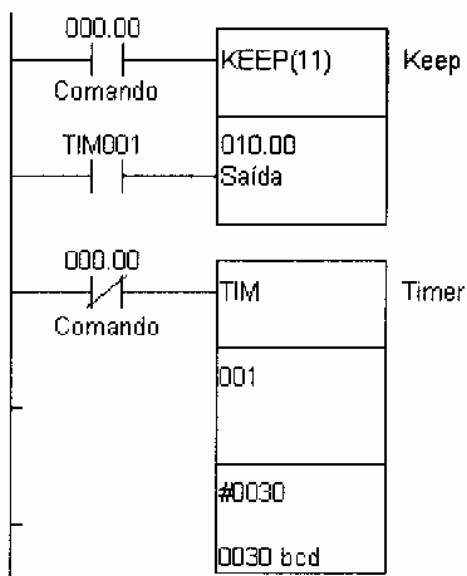 000.00
KEEP(11) Keep
Comando
TIM001 010.00
Saída
000.00
TIM Timer
Comando
001
#0030
0030 bcd